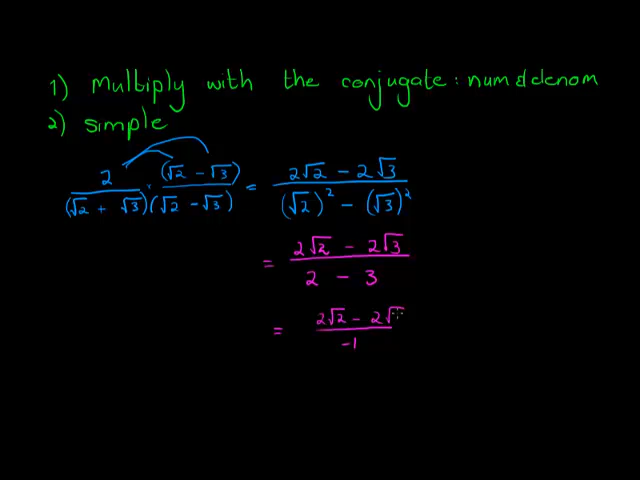 1) Multiply with the conjugate : num & denom
2) simple
2/(√2 + √3) · (√2 − √3)/(√2 − √3) = (2√2 − 2√3)/((√2)² − (√3)²)
= (2√2 − 2√3)/(2 − 3)
= (2√2 − 2√)/(−1)